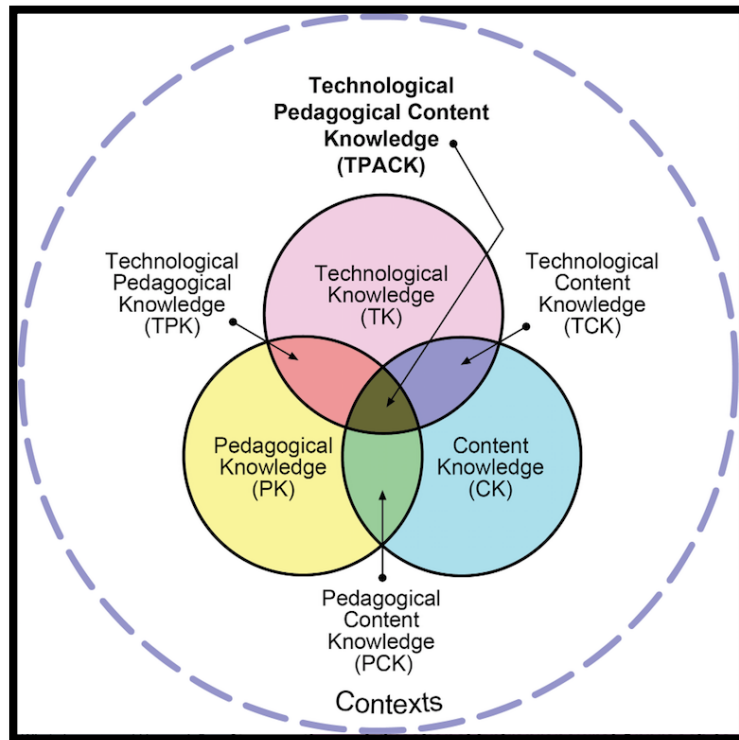 Technological
Pedagogical Content
Knowledge
(TPACK)
Technological
Pedagogical
Knowledge
(TPK)
Technological
Knowledge
(TK)
Technological
Content
Knowledge
(TCK)
Pedagogical
Knowledge
(PK)
Content
Knowledge
(CK)
Pedagogical
Content
Knowledge
(PCK)
Contexts